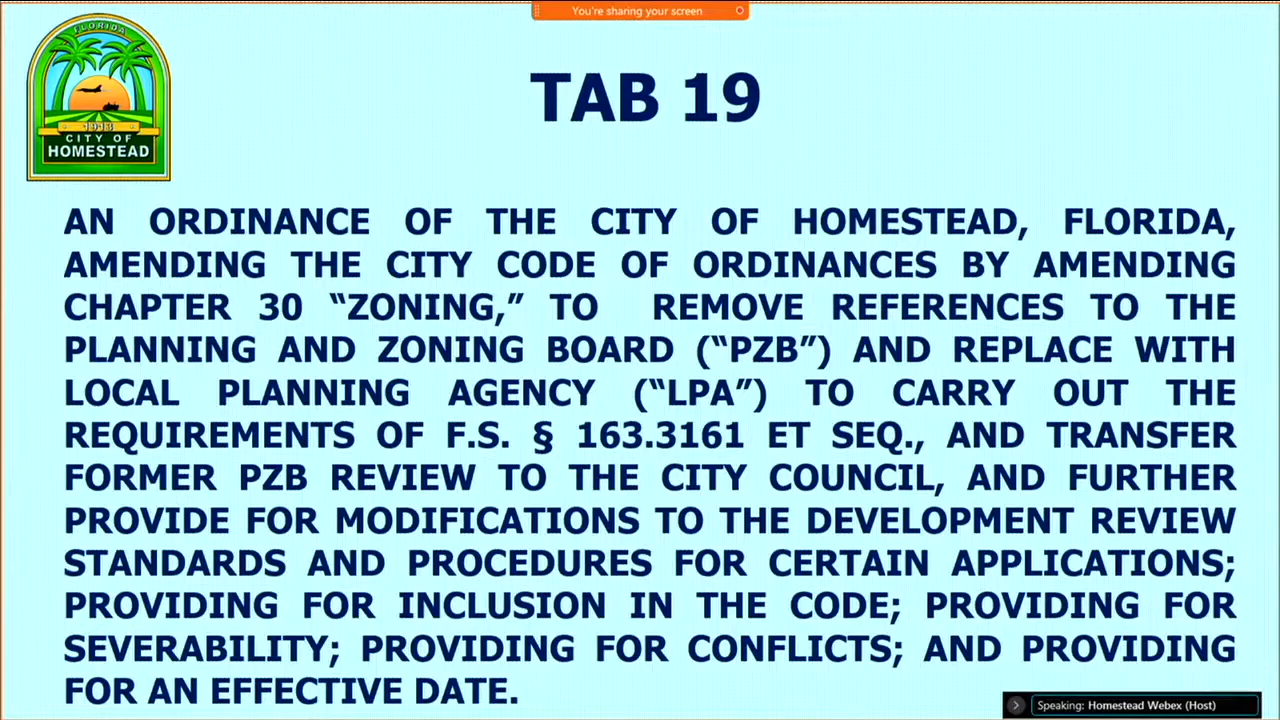 You're sharing your screen
FLORIDA
1913
CITY OF
HOMESTEAD
TAB 19
AN ORDINANCE OF THE CITY OF HOMESTEAD, FLORIDA,
AMENDING THE CITY CODE OF ORDINANCES BY AMENDING
CHAPTER 30 “ZONING,” TO REMOVE REFERENCES TO THE
PLANNING AND ZONING BOARD (“PZB”) AND REPLACE WITH
LOCAL PLANNING AGENCY (“LPA”) TO CARRY OUT THE
REQUIREMENTS OF F.S. § 163.3161 ET SEQ., AND TRANSFER
FORMER PZB REVIEW TO THE CITY COUNCIL, AND FURTHER
PROVIDE FOR MODIFICATIONS TO THE DEVELOPMENT REVIEW
STANDARDS AND PROCEDURES FOR CERTAIN APPLICATIONS;
PROVIDING FOR INCLUSION IN THE CODE; PROVIDING FOR
SEVERABILITY; PROVIDING FOR CONFLICTS; AND PROVIDING
FOR AN EFFECTIVE DATE.
Speaking: Homestead Webex (Host)